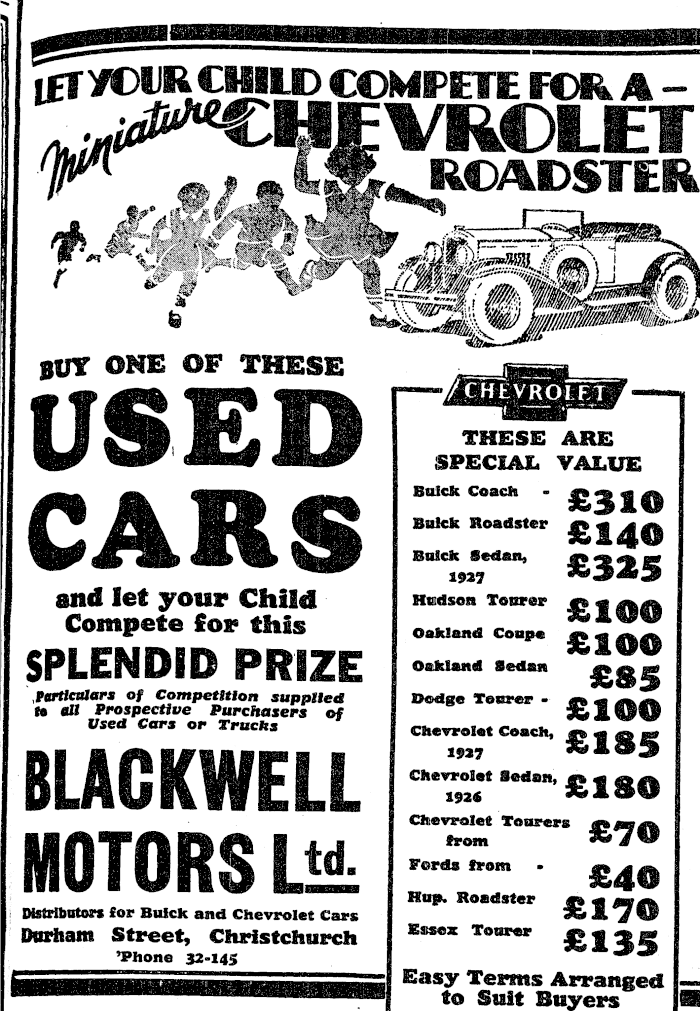 LET YOUR CHILD COMPETE FOR A —
Miniature CHEVROLET
ROADSTER
BUY ONE OF THESE
USED
CARS
and let your Child
Compete for this
SPLENDID PRIZE
Particulars of Competition supplied
to all Prospective Purchasers of
Used Cars or Trucks
BLACKWELL
MOTORS Ltd.
Distributors for Buick and Chevrolet Cars
Durham Street, Christchurch
'Phone 32-145
CHEVROLET
THESE ARE
SPECIAL VALUE
Buick Coach - £310
Buick Roadster £140
Buick Sedan,
1927 £325
Hudson Tourer £100
Oakland Coupe £100
Oakland Sedan £85
Dodge Tourer - £100
Chevrolet Coach,
1927 £185
Chevrolet Sedan,
1926 £180
Chevrolet Tourers
from £70
Fords from - £40
Hup. Roadster £170
Essex Tourer £135
Easy Terms Arranged
to Suit Buyers